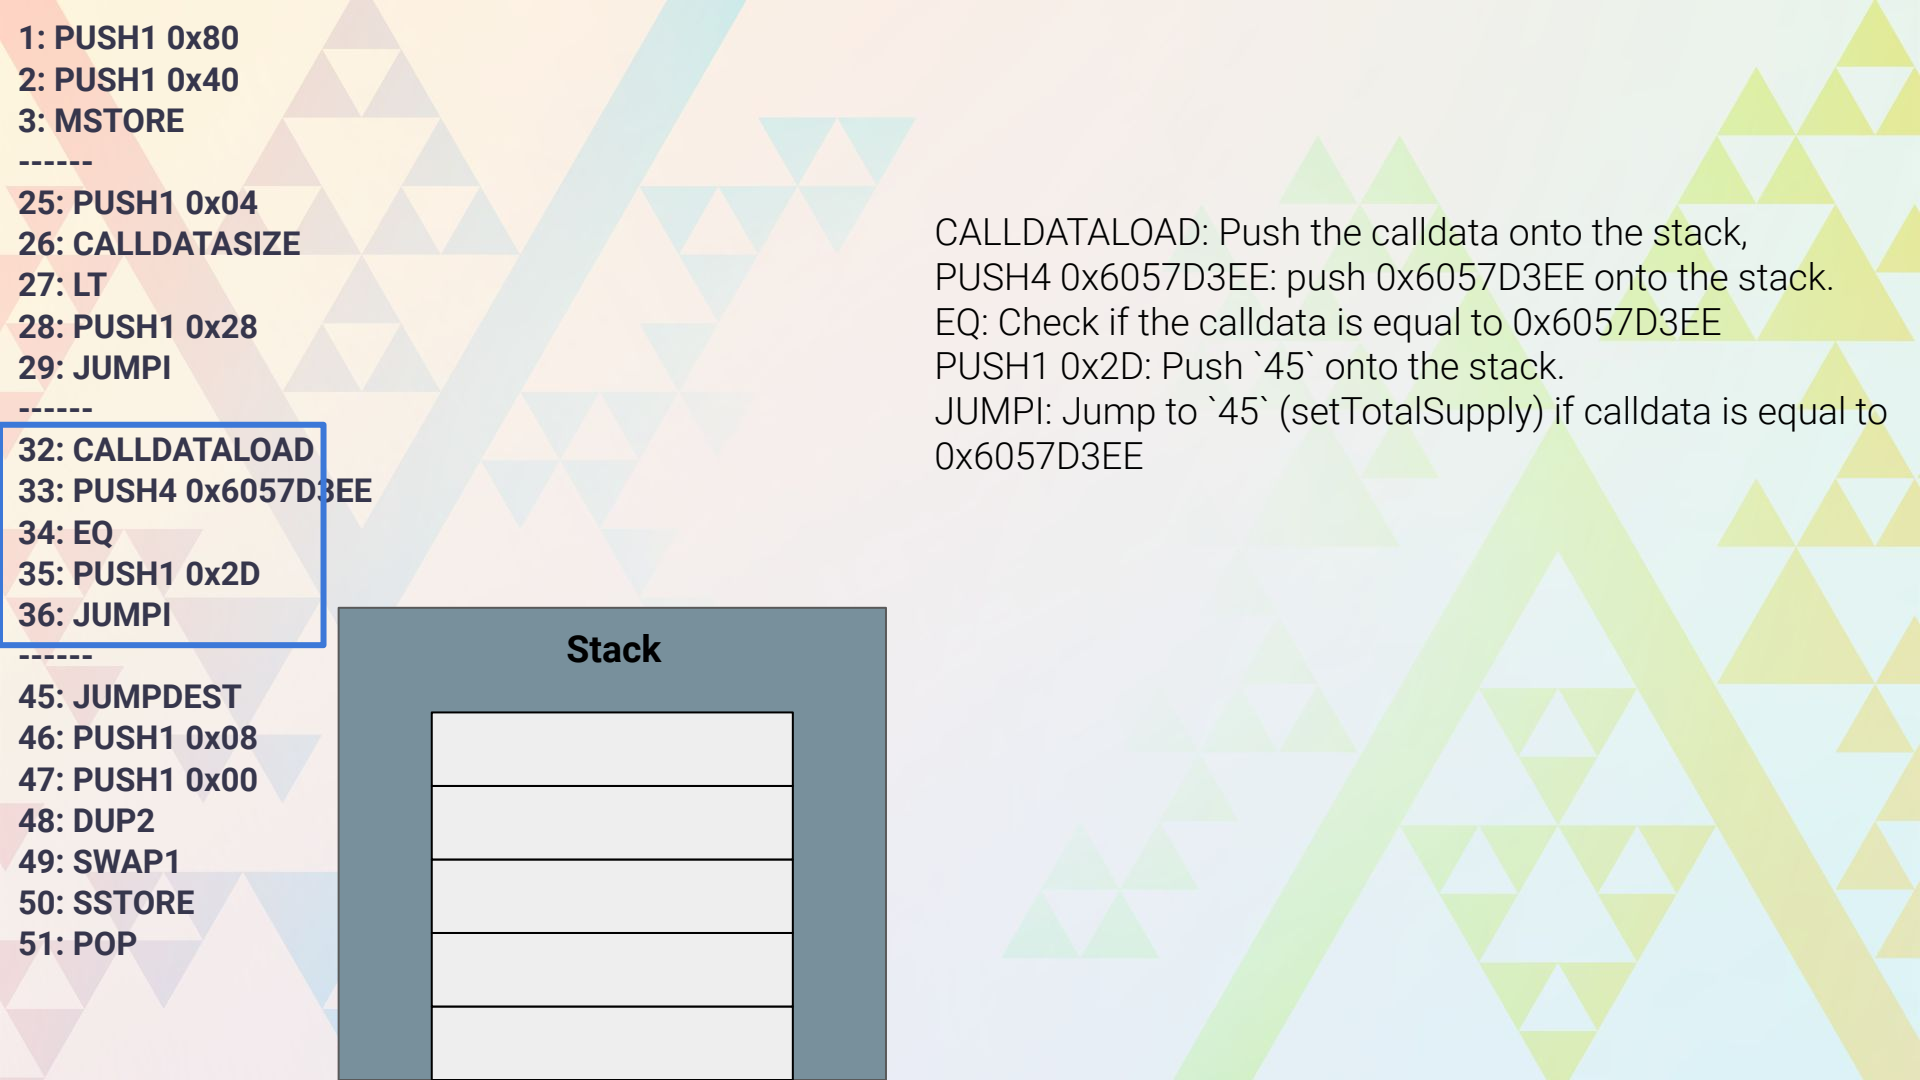 1: PUSH1 0x80
2: PUSH1 0x40
3: MSTORE
------
25: PUSH1 0x04
26: CALLDATASIZE
27: LT
28: PUSH1 0x28
29: JUMPI
------
32: CALLDATALOAD
33: PUSH4 0x6057D3EE
34: EQ
35: PUSH1 0x2D
36: JUMPI
------
45: JUMPDEST
46: PUSH1 0x08
47: PUSH1 0x00
48: DUP2
49: SWAP1
50: SSTORE
51: POP
CALLDATALOAD: Push the calldata onto the stack,
PUSH4 0x6057D3EE: push 0x6057D3EE onto the stack.
EQ: Check if the calldata is equal to 0x6057D3EE
PUSH1 0x2D: Push `45` onto the stack.
JUMPI: Jump to `45` (setTotalSupply) if calldata is equal to
0x6057D3EE
Stack